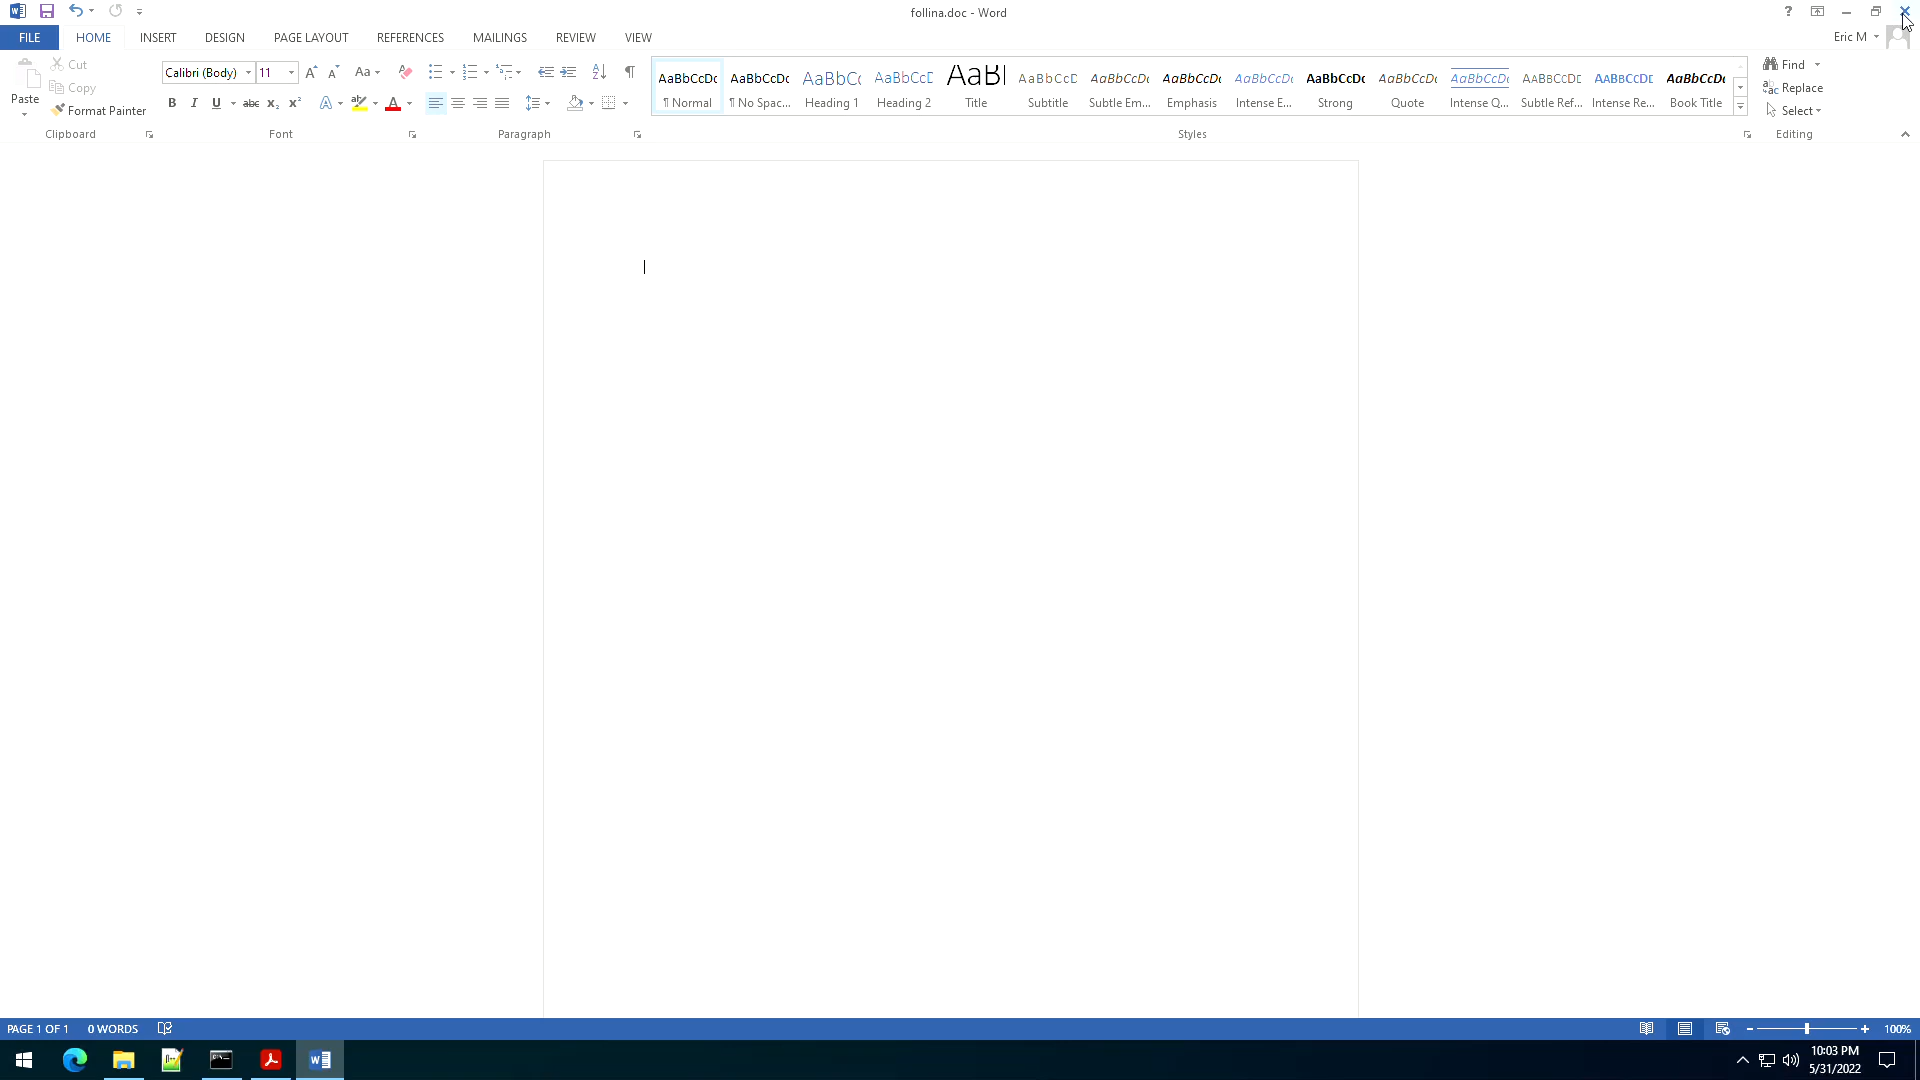 follina.doc - Word
FILE HOME INSERT DESIGN PAGE LAYOUT REFERENCES MAILINGS REVIEW VIEW Eric M
Paste Cut Copy Format Painter
Calibri (Body) 11
AaBbCcDc AaBbCcDc AaBbC AaBbCcE AaB AaBbCcD AaBbCcDc AaBbCcDc AaBbCcDc AaBbCcDc AaBbCcDc AaBbCcDc AABBCCDE AABBCCDE AaBbCcDc
¶ Normal ¶ No Spac... Heading 1 Heading 2 Title Subtitle Subtle Em... Emphasis Intense E... Strong Quote Intense Q... Subtle Ref... Intense Re... Book Title
Find
Replace
Select
Clipboard Font Paragraph Styles Editing
PAGE 1 OF 1 0 WORDS 100%
10:03 PM
5/31/2022